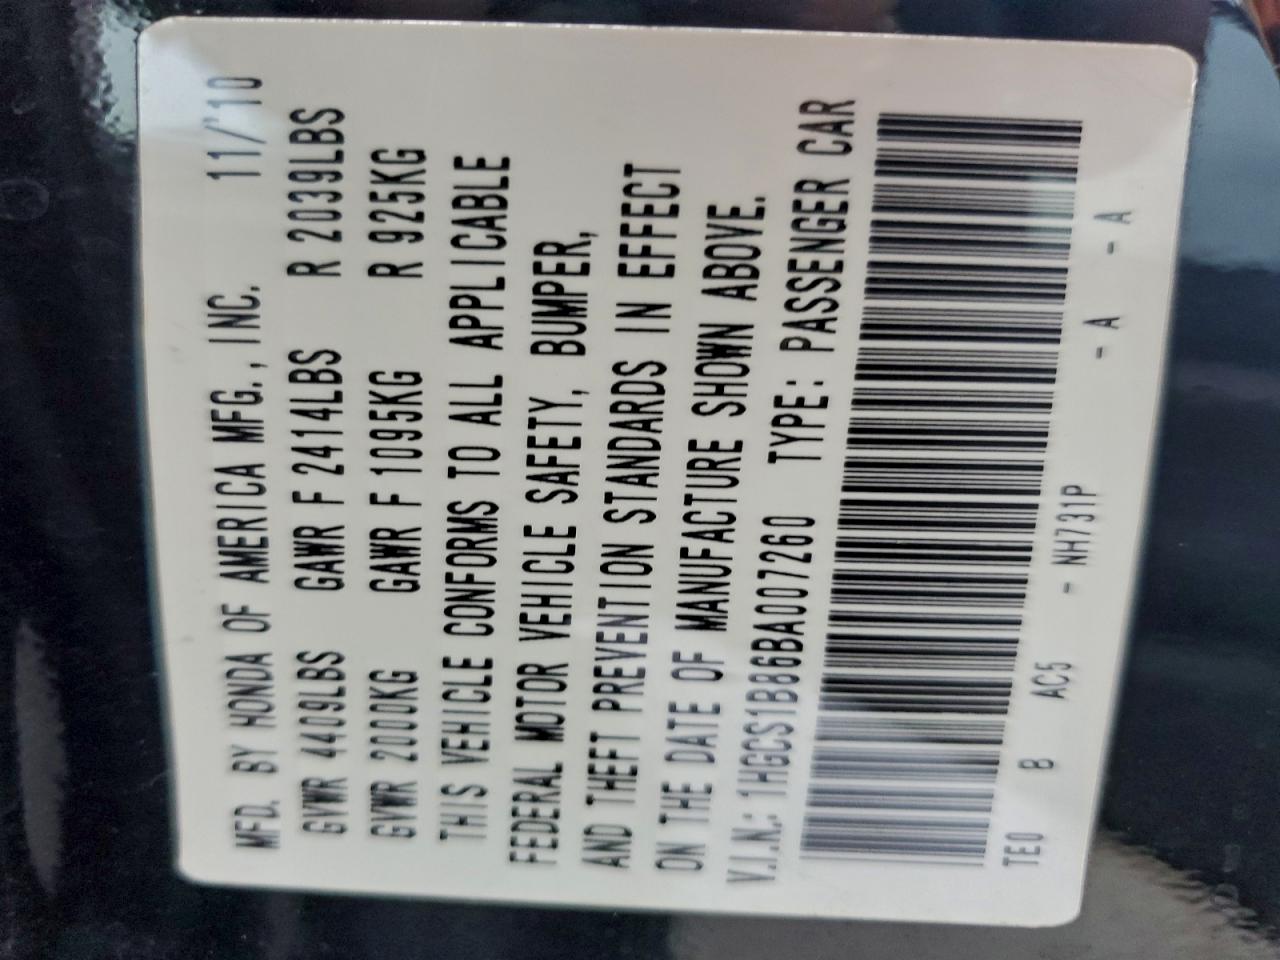 MFD. BY HONDA OF AMERICA MFG., INC. 11/'10
GVWR 4409LBS GAWR F 2414LBS R 2039LBS
GVWR 2000KG GAWR F 1095KG R 925KG
THIS VEHICLE CONFORMS TO ALL APPLICABLE
FEDERAL MOTOR VEHICLE SAFETY, BUMPER,
AND THEFT PREVENTION STANDARDS IN EFFECT
ON THE DATE OF MANUFACTURE SHOWN ABOVE.
V.I.N.: 1HGCS1B86BA007260 TYPE: PASSENGER CAR
TE0 B AC5 - NH731P - A - A